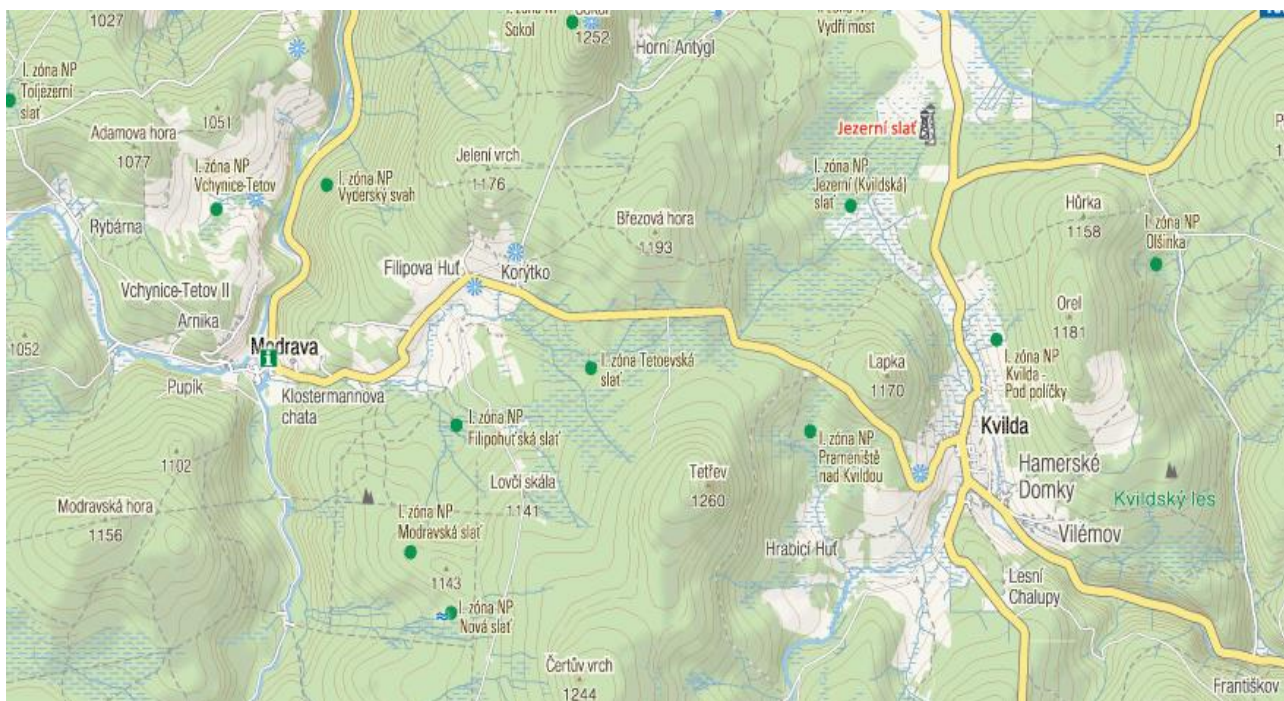 1027
Sokol
1252
Horní Antýgl
Vydří most
I. zóna NP
Tojjezerní
slať
Adamova hora
1051
1077
I. zóna NP
Vchynice-Tetov
I. zóna NP
Vyderský svah
Jelení vrch
1176
Jezerní slať
I. zóna NP
Jezerní (Kvildská)
slať
Hůrka
1158
I. zóna NP
Olšinka
Rybárna
Březová hora
1193
Filipova Huť
Korýtko
Vchynice-Tetov II
Arnika
Modrava
1052
Pupík
Klostermannova
chata
I. zóna Tetoevská
slať
Orel
1181
Lapka
1170
I. zóna NP
Kvilda -
Pod políčky
I. zóna NP
Filipohuťská slať
I. zóna NP
Prameniště
nad Kvildou
Kvilda
1102
Lovčí skála
1141
Tetřev
1260
Hamerské
Domky
Kvildský les
Modravská hora
1156
I. zóna NP
Modravská slať
Hrabicí Huť
Vilémov
1143
I. zóna NP
Nová slať
Lesní
Chalupy
Čertův vrch
1244
Františkov